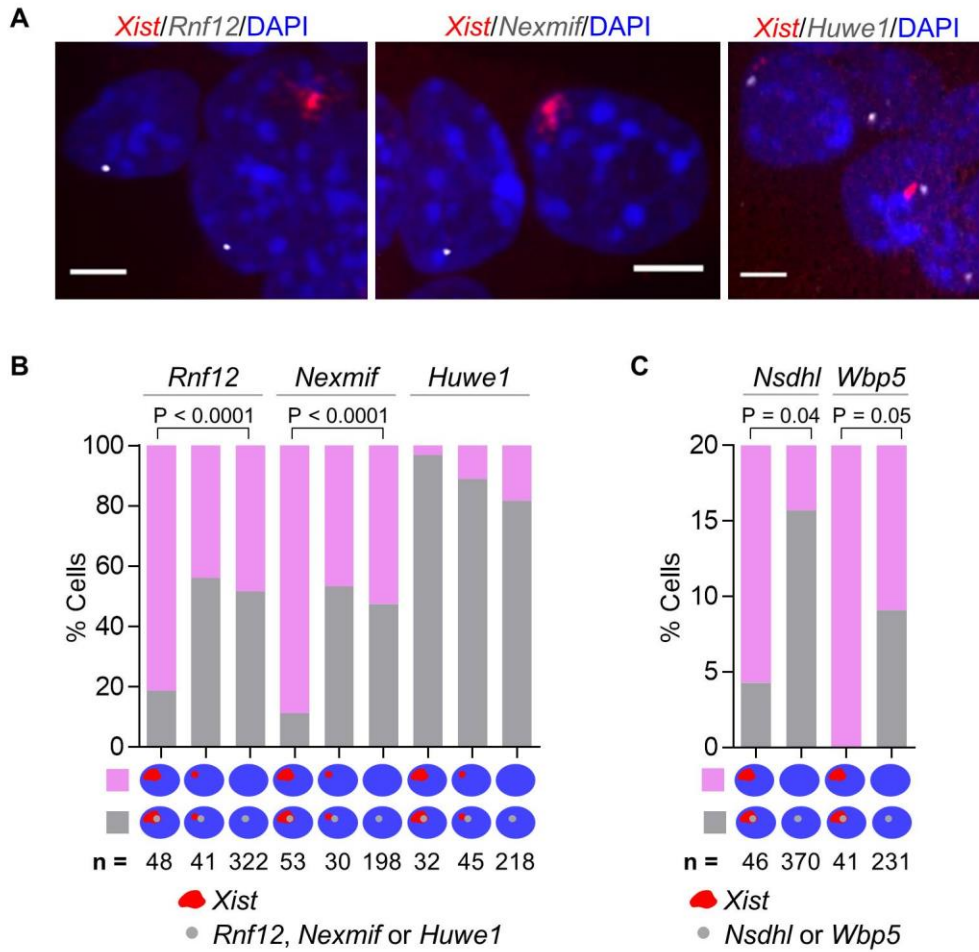 A
Xist/Rnf12/DAPI
Xist/Nexmif/DAPI
Xist/Huwe1/DAPI
B
Rnf12
Nexmif
Huwe1
P < 0.0001
P < 0.0001
100
80
60
40
20
0
% Cells
n = 48 41 322 53 30 198 32 45 218
Xist
Rnf12, Nexmif or Huwe1
C
Nsdhl
Wbp5
P = 0.04
P = 0.05
20
15
10
5
0
% Cells
n = 46 370 41 231
Xist
Nsdhl or Wbp5